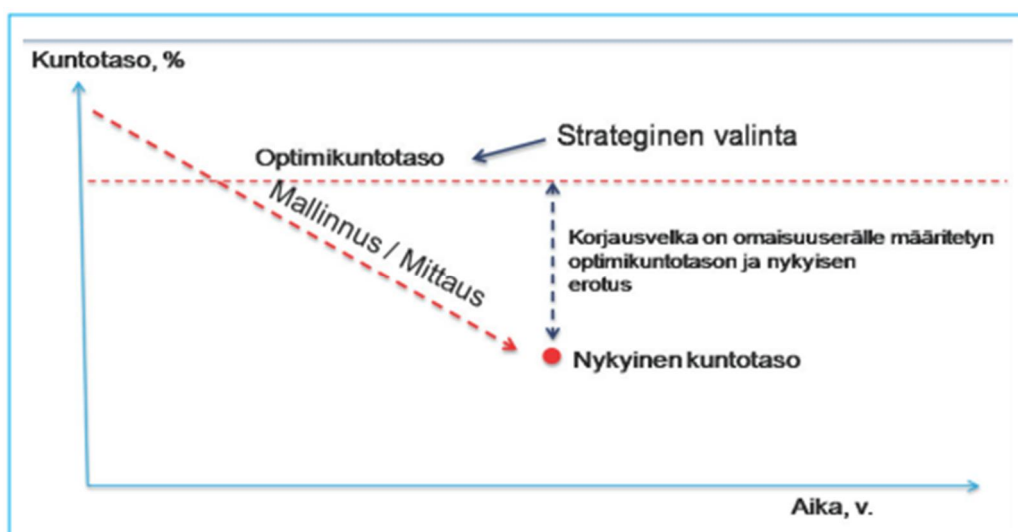 Kuntotaso, %
Strateginen valinta
Optimikuntotaso
Mallinnus / Mittaus
Korjausvelka on omaisuuserälle määritetyn
optimikuntotason ja nykyisen
erotus
Nykyinen kuntotaso
Aika, v.